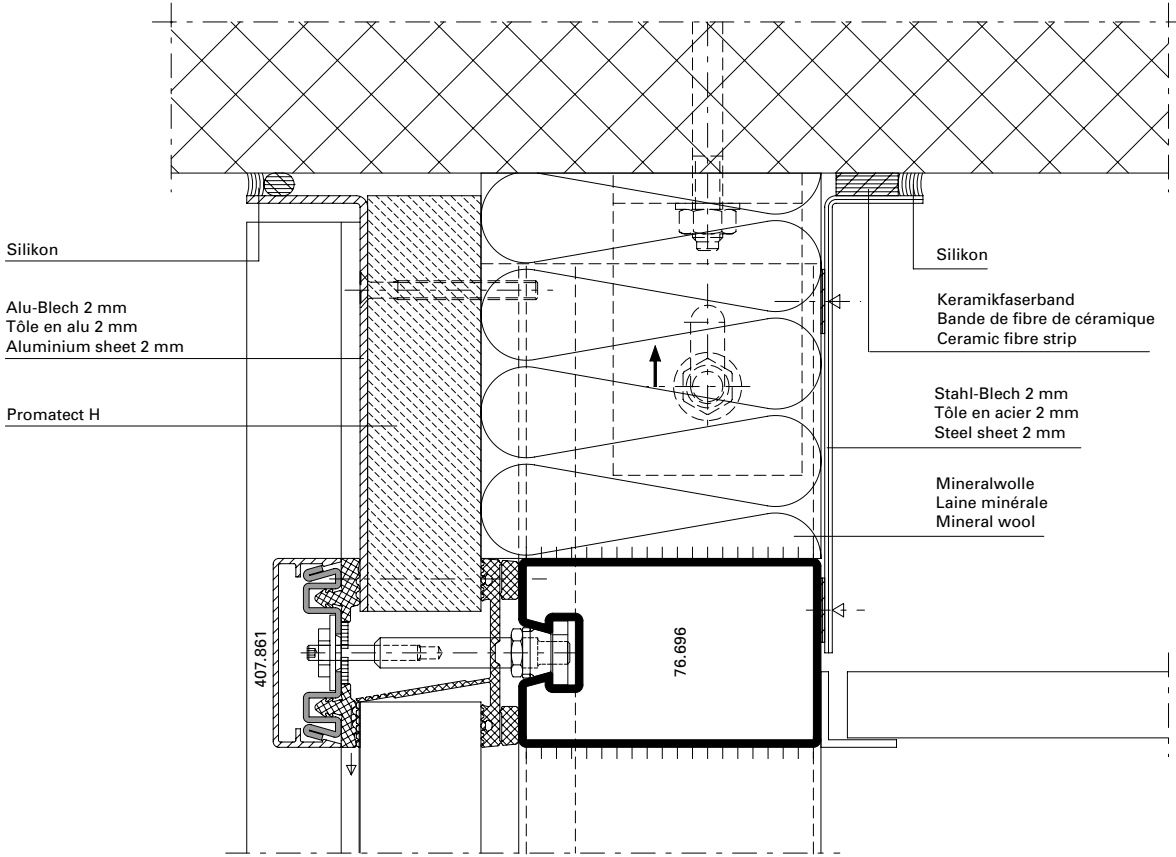 Silikon
Alu-Blech 2 mm
Tôle en alu 2 mm
Aluminium sheet 2 mm
Promatect H
Silikon
Keramikfaserband
Bande de fibre de céramique
Ceramic fibre strip
Stahl-Blech 2 mm
Tôle en acier 2 mm
Steel sheet 2 mm
Mineralwolle
Laine minérale
Mineral wool
407.861
76.696